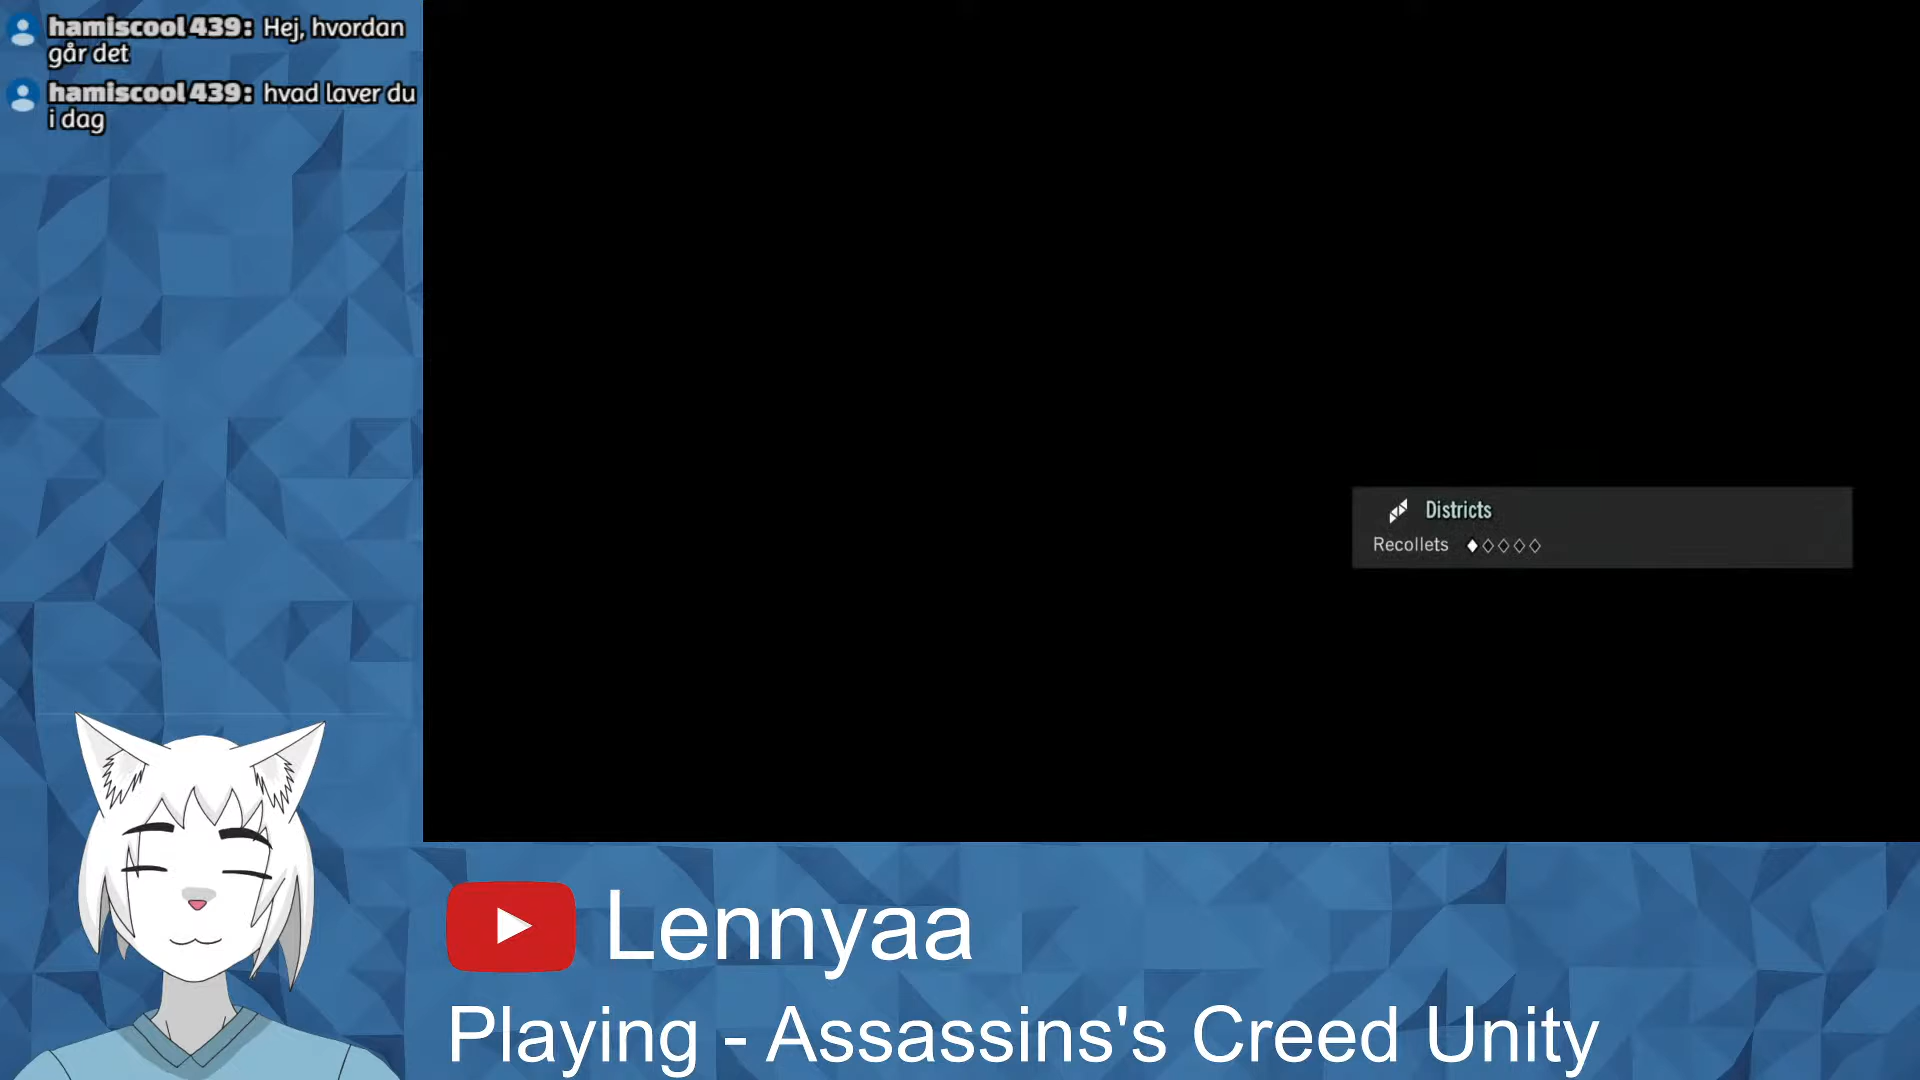 hamiscool439: Hej, hvordan
går det
hamiscool439: hvad laver du
i dag
Districts
Recollets
Lennyaa
Playing - Assassins's Creed Unity